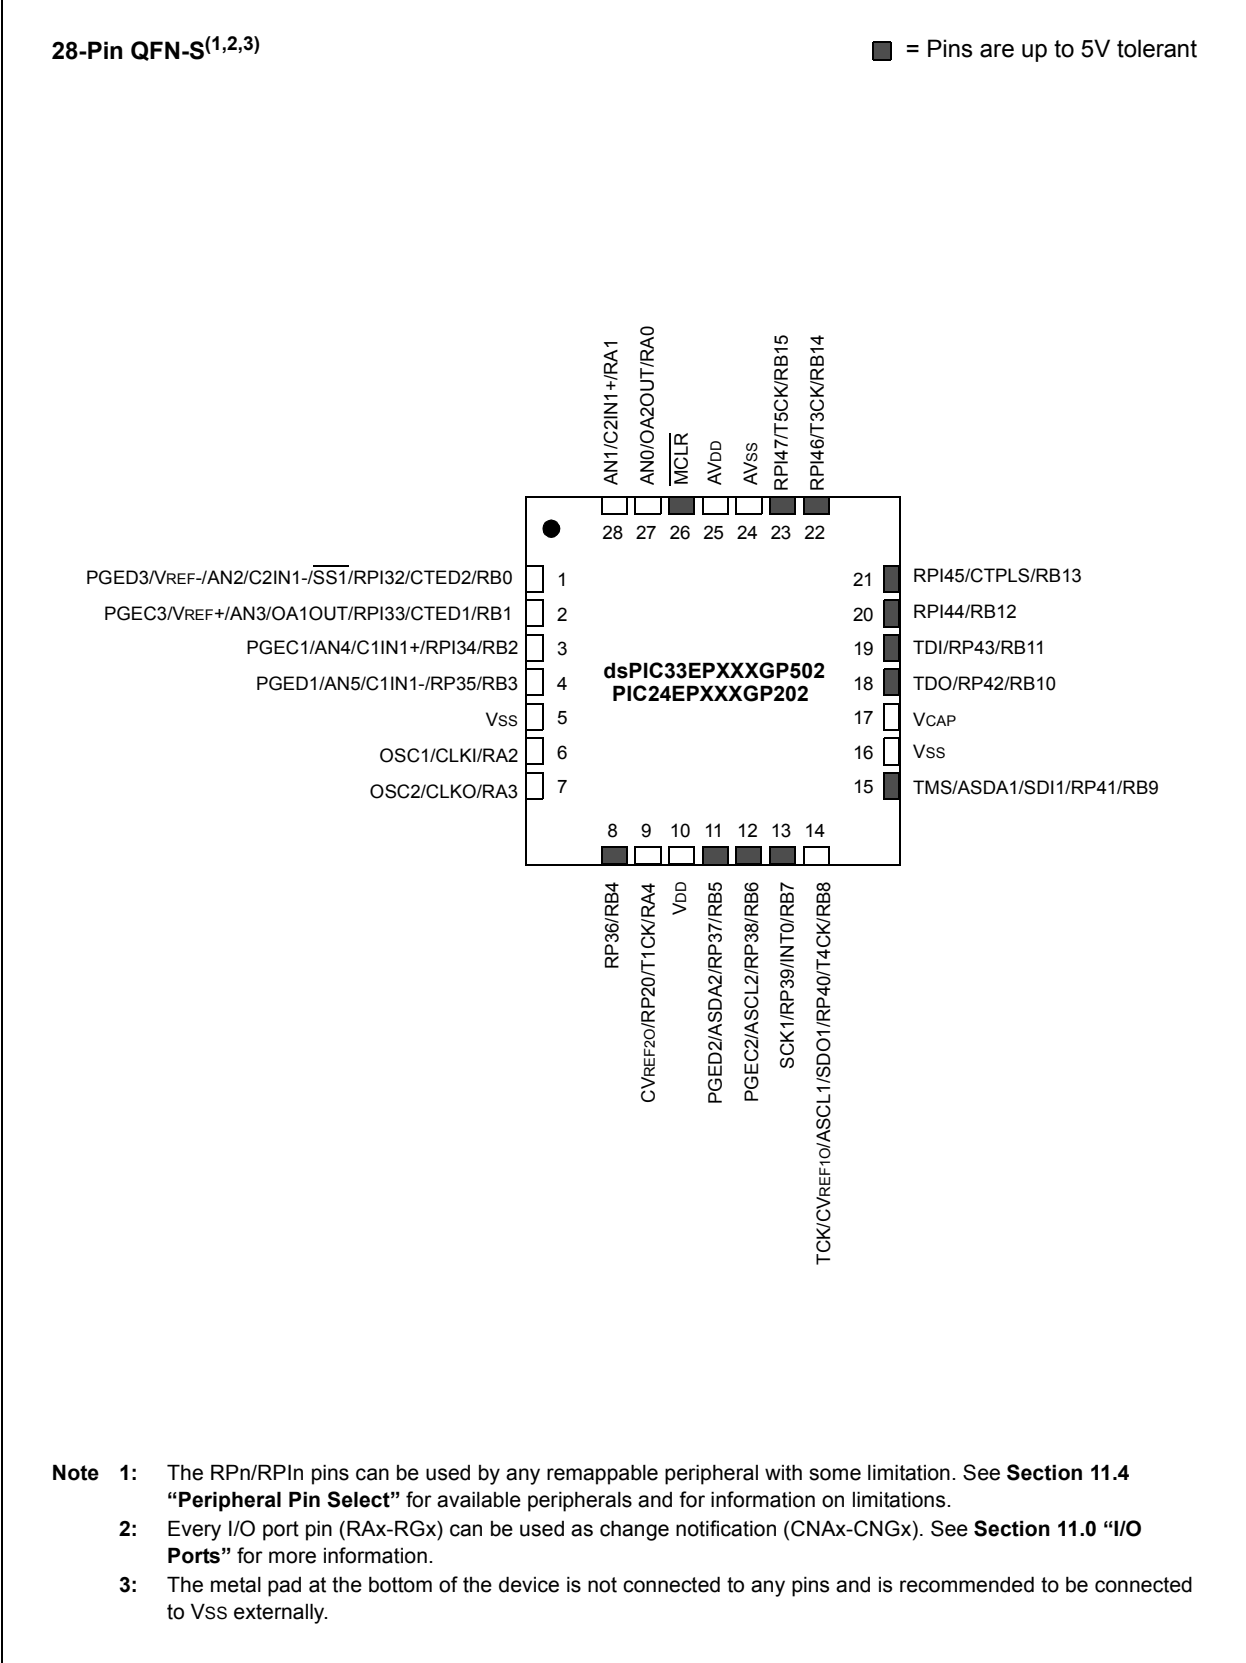 28-Pin QFN-S(1,2,3)
= Pins are up to 5V tolerant
AN1/C2IN1+/RA1
AN0/OA2OUT/RA0
MCLR
AVDD
AVSS
RPI47/T5CK/RB15
RPI46/T3CK/RB14
28 27 26 25 24 23 22
PGED3/VREF-/AN2/C2IN1-/SS1/RPI32/CTED2/RB0 1
PGEC3/VREF+/AN3/OA1OUT/RPI33/CTED1/RB1 2
PGEC1/AN4/C1IN1+/RPI34/RB2 3
PGED1/AN5/C1IN1-/RP35/RB3 4
VSS 5
OSC1/CLKI/RA2 6
OSC2/CLKO/RA3 7
dsPIC33EPXXXGP502
PIC24EPXXXGP202
21 RPI45/CTPLS/RB13
20 RPI44/RB12
19 TDI/RP43/RB11
18 TDO/RP42/RB10
17 VCAP
16 VSS
15 TMS/ASDA1/SDI1/RP41/RB9
8 9 10 11 12 13 14
RP36/RB4
CVREF2O/RP20/T1CK/RA4
VDD
PGED2/ASDA2/RP37/RB5
PGEC2/ASCL2/RP38/RB6
SCK1/RP39/INT0/RB7
TCK/CVREF1O/ASCL1/SDO1/RP40/T4CK/RB8
Note 1: The RPn/RPIn pins can be used by any remappable peripheral with some limitation. See Section 11.4
“Peripheral Pin Select” for available peripherals and for information on limitations.
2: Every I/O port pin (RAx-RGx) can be used as change notification (CNAx-CNGx). See Section 11.0 “I/O
Ports” for more information.
3: The metal pad at the bottom of the device is not connected to any pins and is recommended to be connected
to VSS externally.